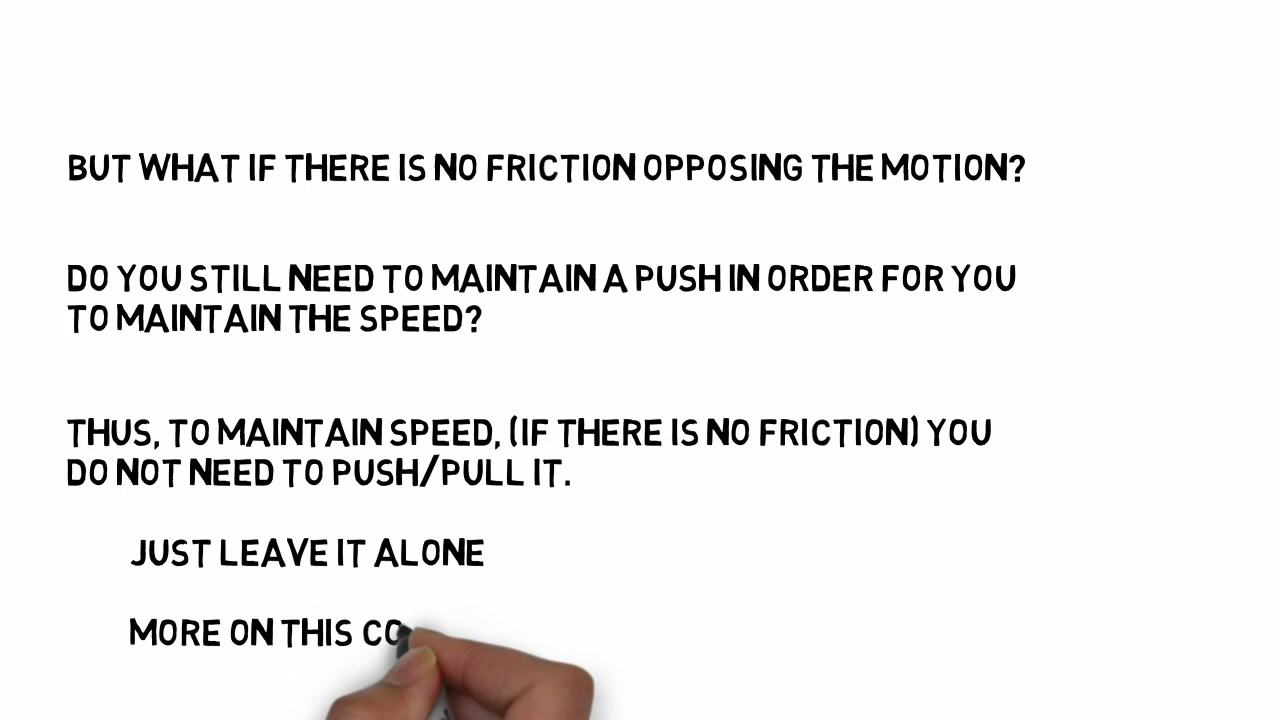 BUT WHAT IF THERE IS NO FRICTION OPPOSING THE MOTION?
DO YOU STILL NEED TO MAINTAIN A PUSH IN ORDER FOR YOU
TO MAINTAIN THE SPEED?
THUS, TO MAINTAIN SPEED, (IF THERE IS NO FRICTION) YOU
DO NOT NEED TO PUSH/PULL IT.
JUST LEAVE IT ALONE
MORE ON THIS CO